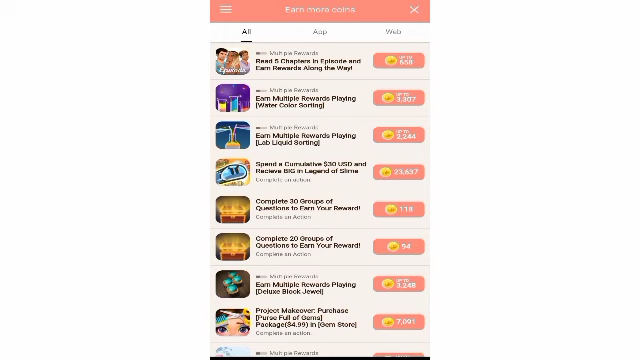 Earn more coins
All
App
Web
Multiple Rewards
Read 5 Chapters in Episode and
Earn Rewards Along the Way!
UP TO
658
Multiple Rewards
Earn Multiple Rewards Playing
[Water Color Sorting]
UP TO
3,307
Multiple Rewards
Earn Multiple Rewards Playing
[Lab Liquid Sorting]
UP TO
2,244
Spend a Cumulative $30 USD and
Recieve BIG in Legend of Slime
Complete an action.
23,637
Complete 30 Groups of
Questions to Earn Your Reward!
Complete an Action
118
Complete 20 Groups of
Questions to Earn Your Reward!
Complete an Action
94
Multiple Rewards
Earn Multiple Rewards Playing
[Deluxe Block Jewel]
UP TO
3,248
Project Makeover: Purchase
[Purse Full of Gems]
Package($4.99) in [Gem Store]
Complete an action.
7,091